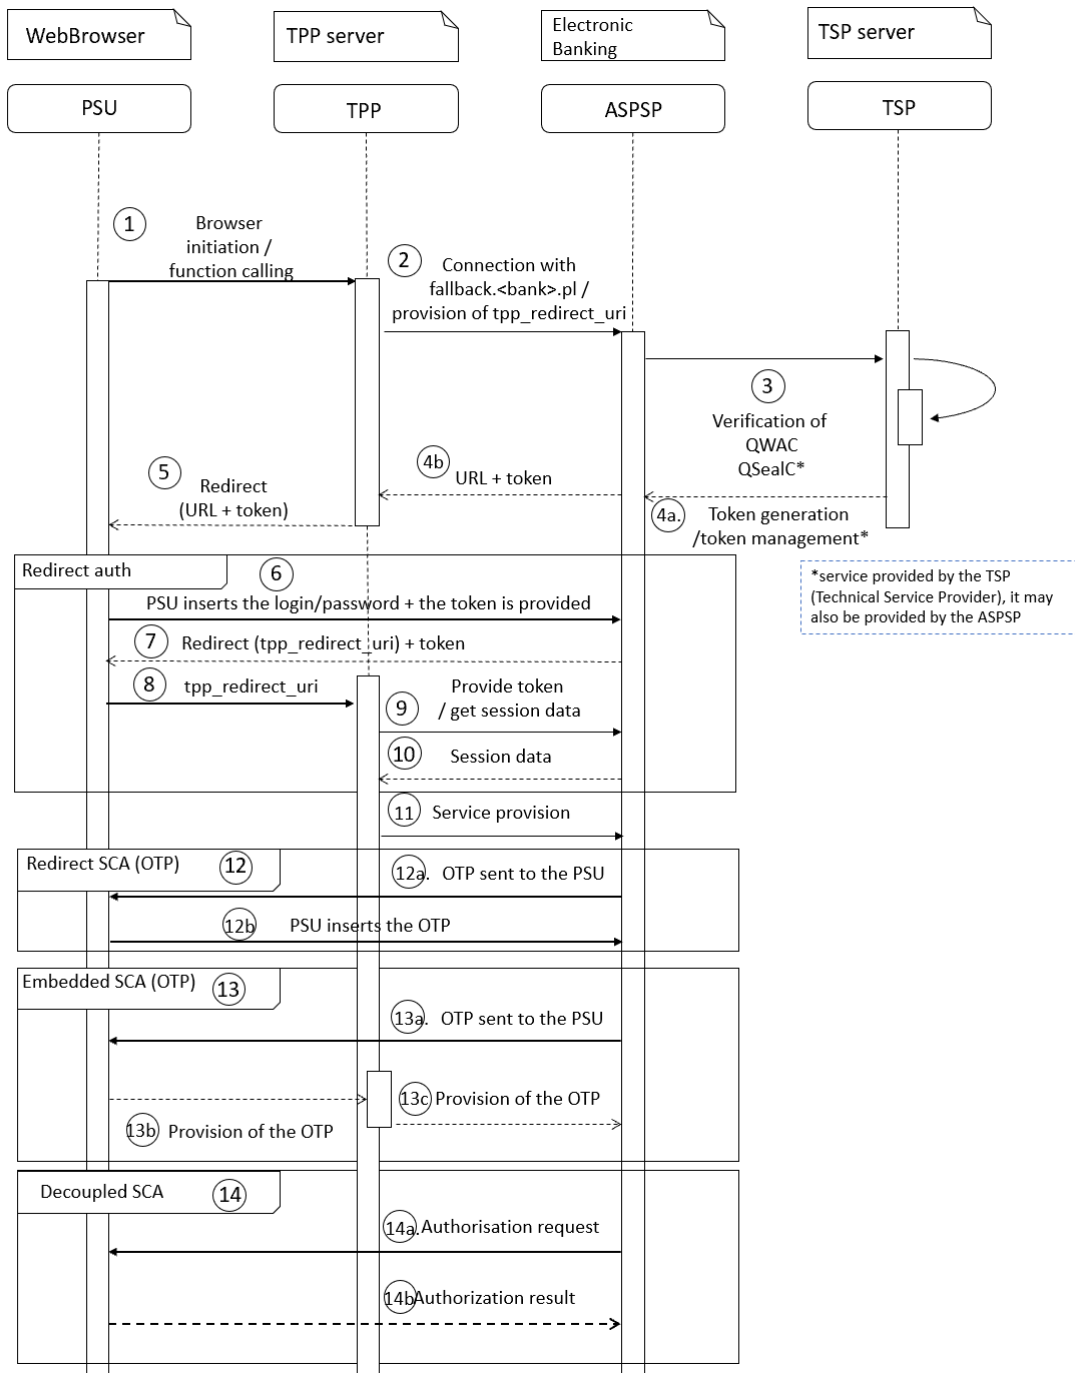 WebBrowser
TPP server
Electronic
Banking
TSP server
PSU
TPP
ASPSP
TSP
1
Browser
initiation /
function calling
2
Connection with
fallback.<bank>.pl /
provision of tpp_redirect_uri
3
Verification of
QWAC
QSealC*
4b
URL + token
5
Redirect
(URL + token)
4a.
Token generation
/token management*
*service provided by the TSP
(Technical Service Provider), it may
also be provided by the ASPSP
Redirect auth
6
PSU inserts the login/password + the token is provided
7
Redirect (tpp_redirect_uri) + token
8
tpp_redirect_uri
9
Provide token
/ get session data
10
Session data
11
Service provision
Redirect SCA (OTP)
12
12a. OTP sent to the PSU
12b PSU inserts the OTP
Embedded SCA (OTP)
13
13a. OTP sent to the PSU
13c Provision of the OTP
13b Provision of the OTP
Decoupled SCA
14
14a. Authorisation request
14b Authorization result